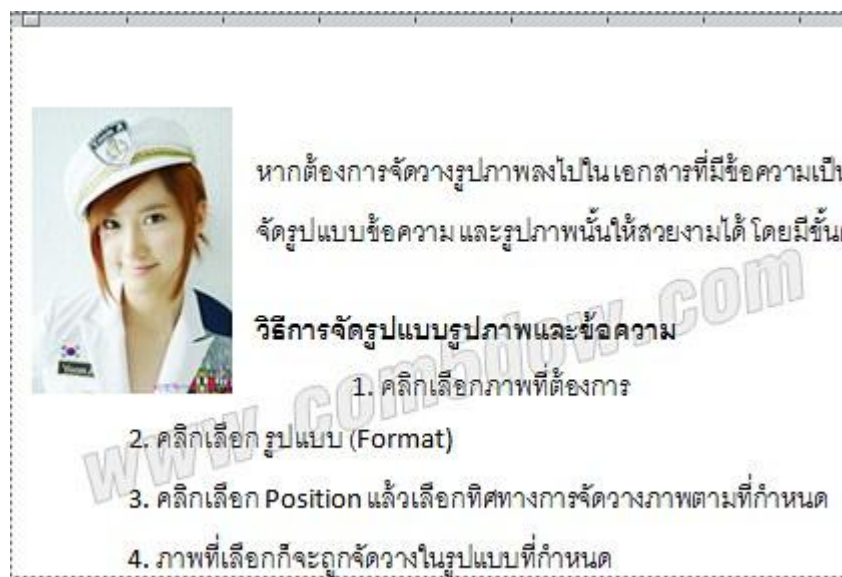 หากต้องการจัดวางรูปภาพลงไปใน เอกสารที่มีข้อความเป็น
จัดรูปแบบข้อความ และรูปภาพนั้นให้สวยงามได้ โดยมีขั้น
วิธีการจัดรูปแบบรูปภาพและข้อความ
1. คลิกเลือกภาพที่ต้องการ
2. คลิกเลือก รูปแบบ (Format)
3. คลิกเลือก Position แล้วเลือกทิศทางการจัดวางภาพตามที่กำหนด
4. ภาพที่เลือกก็จะถูกจัดวางในรูปแบบที่กำหนด
www.com5dow.com